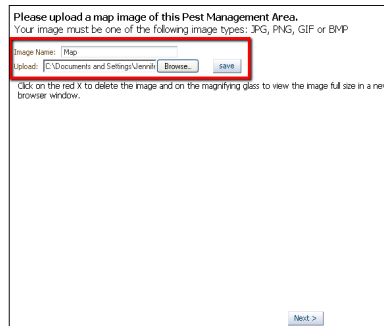 Please upload a map image of this Pest Management Area.
Your image must be one of the following image types: JPG, PNG, GIF or BMP
Image Name: Map
Upload: C:\Documents and Settings\Jennife Browse... save
Click on the red X to delete the image and on the magnifying glass to view the image full size in a new
browser window.
Next >